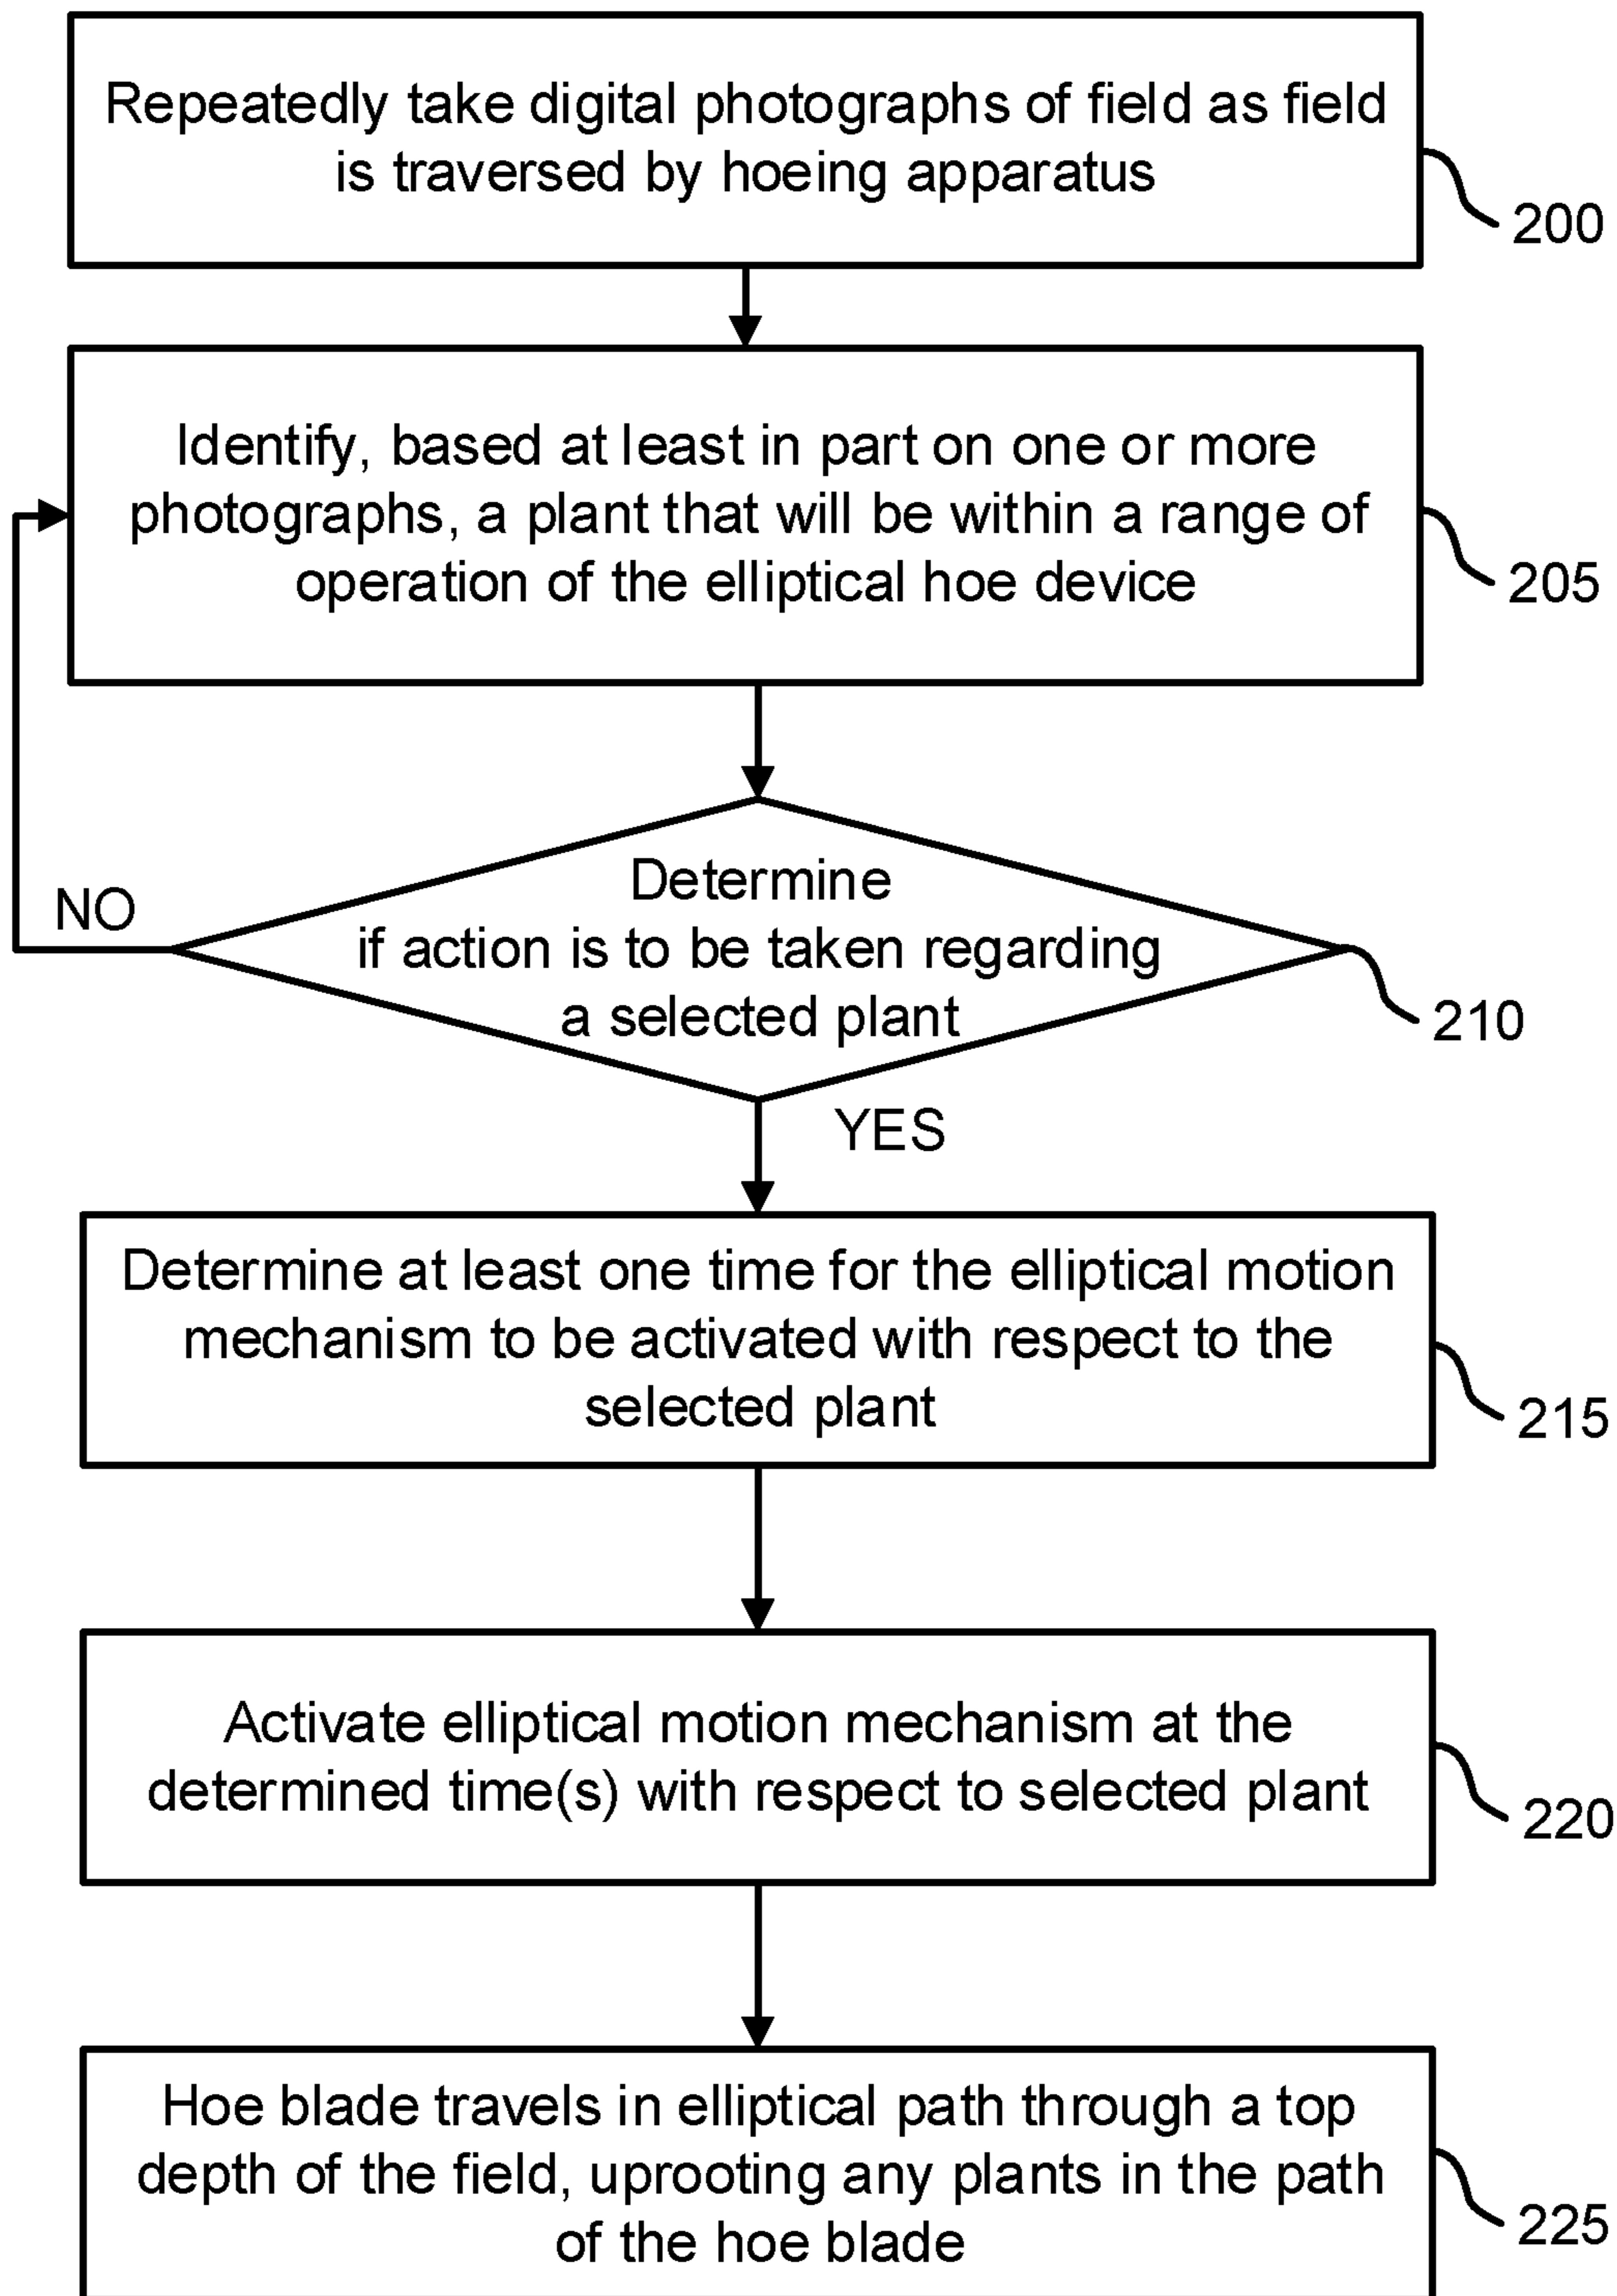 Repeatedly take digital photographs of field as field
is traversed by hoeing apparatus
200
Identify, based at least in part on one or more
photographs, a plant that will be within a range of
operation of the elliptical hoe device
205
Determine
if action is to be taken regarding
a selected plant
NO
210
YES
Determine at least one time for the elliptical motion
mechanism to be activated with respect to the
selected plant
215
Activate elliptical motion mechanism at the
determined time(s) with respect to selected plant
220
Hoe blade travels in elliptical path through a top
depth of the field, uprooting any plants in the path
of the hoe blade
225